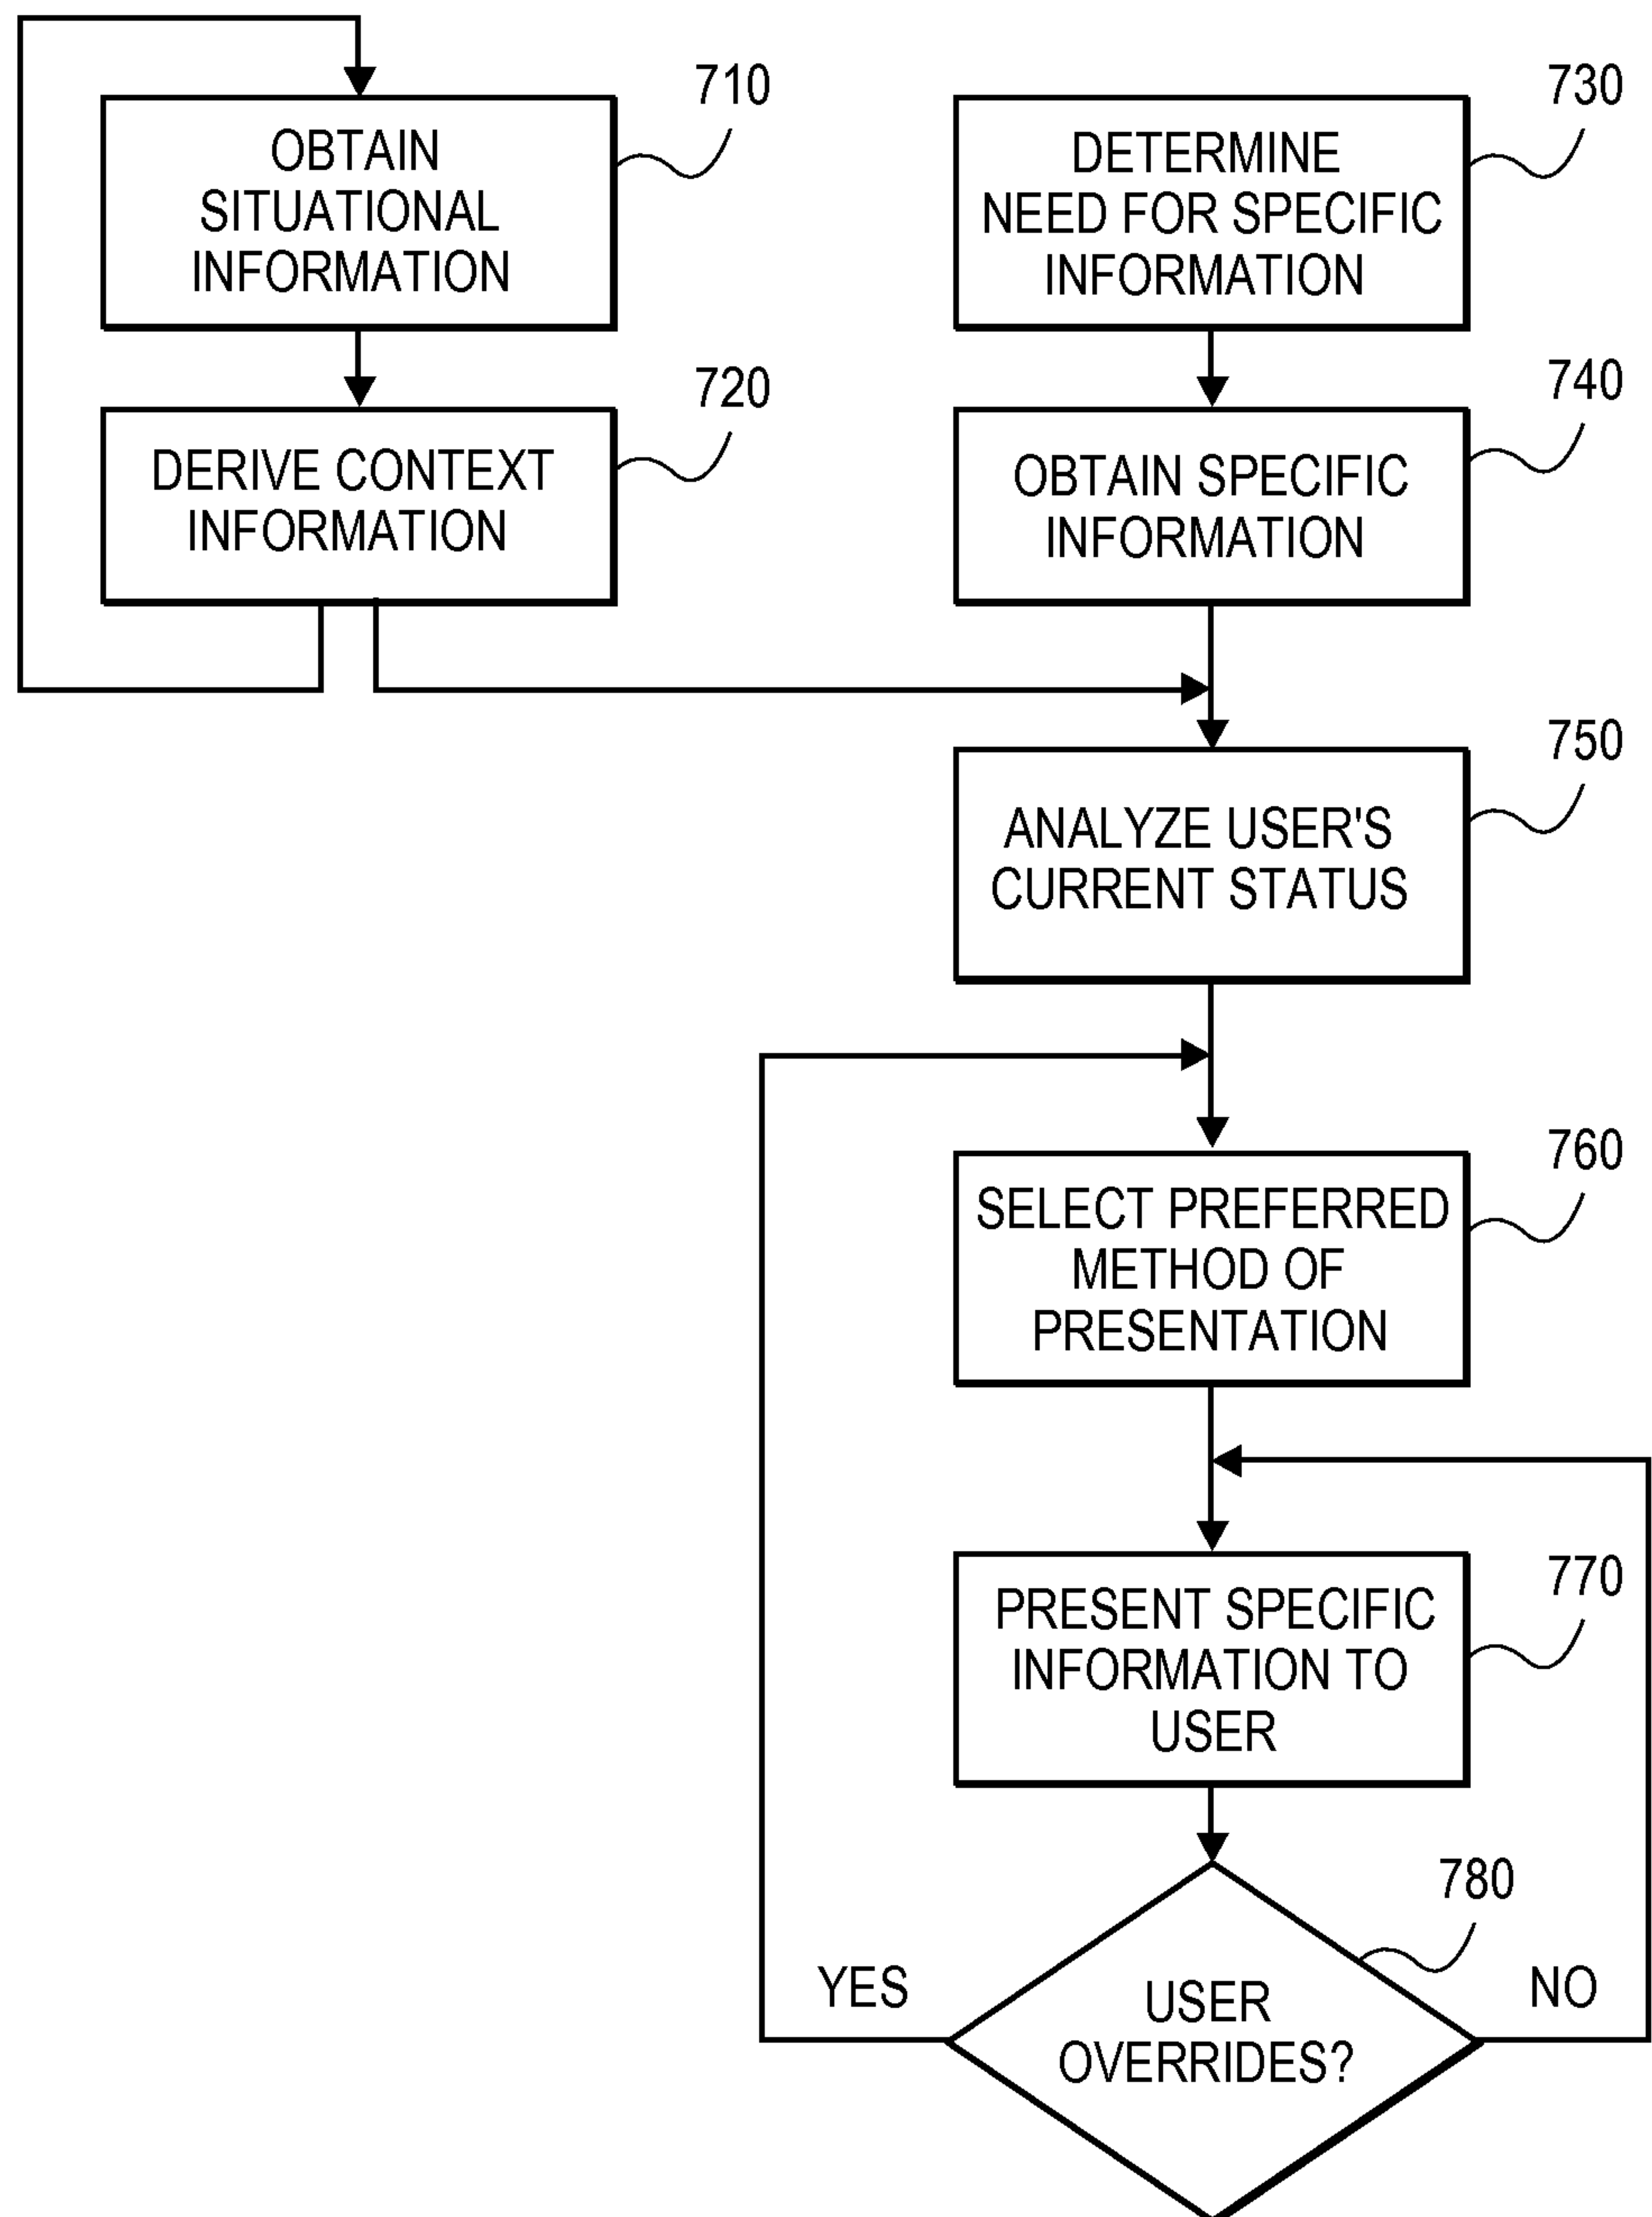 710
OBTAIN
SITUATIONAL
INFORMATION
730
DETERMINE
NEED FOR SPECIFIC
INFORMATION
720
DERIVE CONTEXT
INFORMATION
740
OBTAIN SPECIFIC
INFORMATION
750
ANALYZE USER'S
CURRENT STATUS
760
SELECT PREFERRED
METHOD OF
PRESENTATION
770
PRESENT SPECIFIC
INFORMATION TO
USER
780
YES
USER
OVERRIDES?
NO